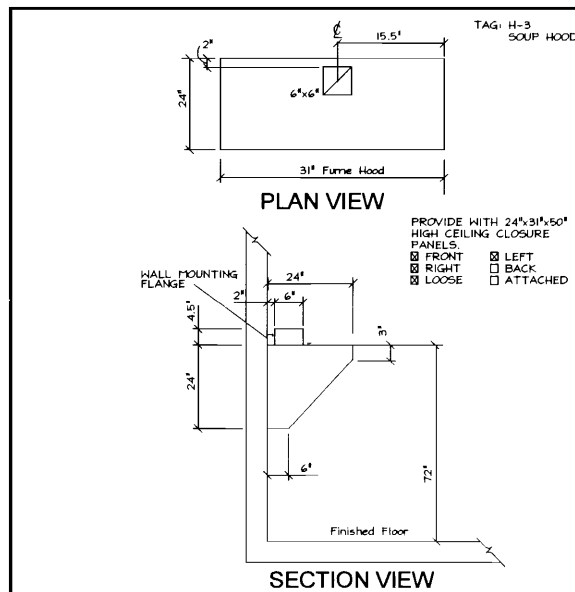 TAG: H-3
SOUP HOOD
2"
15.5"
24"
6"x6"
31" Fume Hood
PLAN VIEW
PROVIDE WITH 24"x31"x50"
HIGH CEILING CLOSURE
PANELS.
☒ FRONT ☒ LEFT
☒ RIGHT ☐ BACK
☒ LOOSE ☐ ATTACHED
WALL MOUNTING
FLANGE
24"
2"
6"
4.5"
3"
24"
6"
72"
Finished Floor
SECTION VIEW